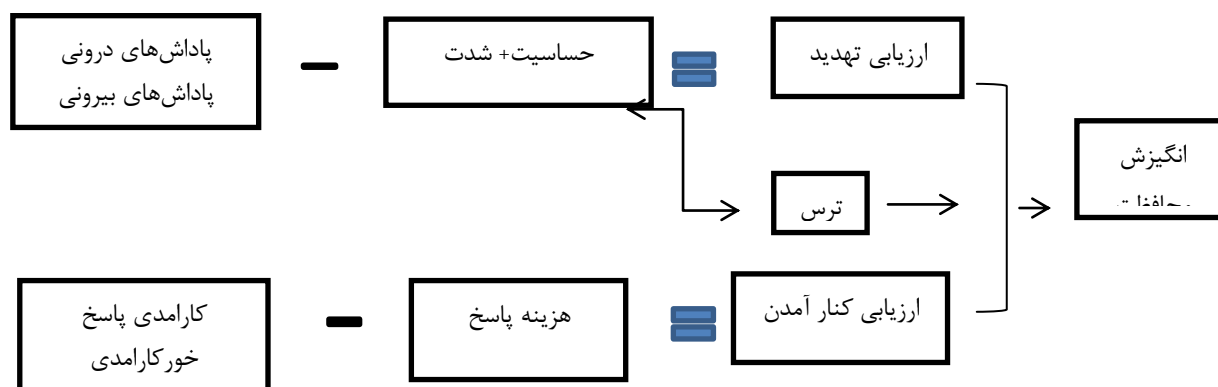 پاداش‌های درونی
پاداش‌های بیرونی
حساسیت+ شدت
ارزیابی تهدید
انگیزش
ترس
کارامدی پاسخ
خورکارامدی
هزینه پاسخ
ارزیابی کنار آمدن